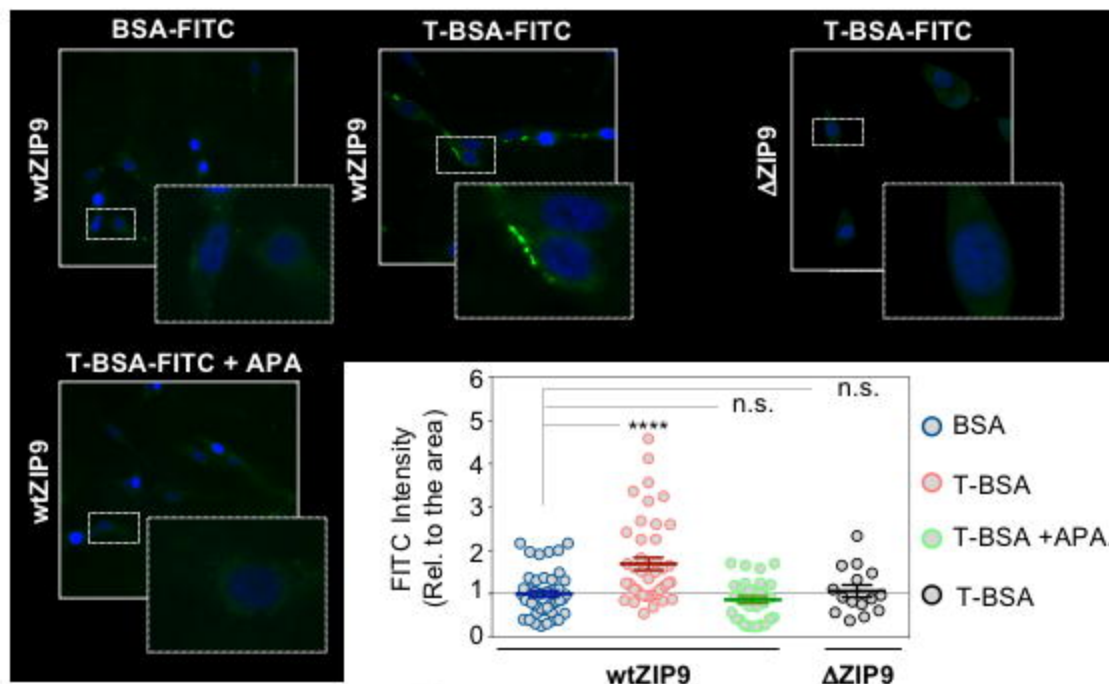 BSA-FITC
T-BSA-FITC
T-BSA-FITC
wtZIP9
wtZIP9
ΔZIP9
T-BSA-FITC + APA
wtZIP9
FITC Intensity
(Rel. to the area)
6
5
4
3
2
1
0
n.s.
n.s.
****
BSA
T-BSA
T-BSA +APA
T-BSA
wtZIP9
ΔZIP9